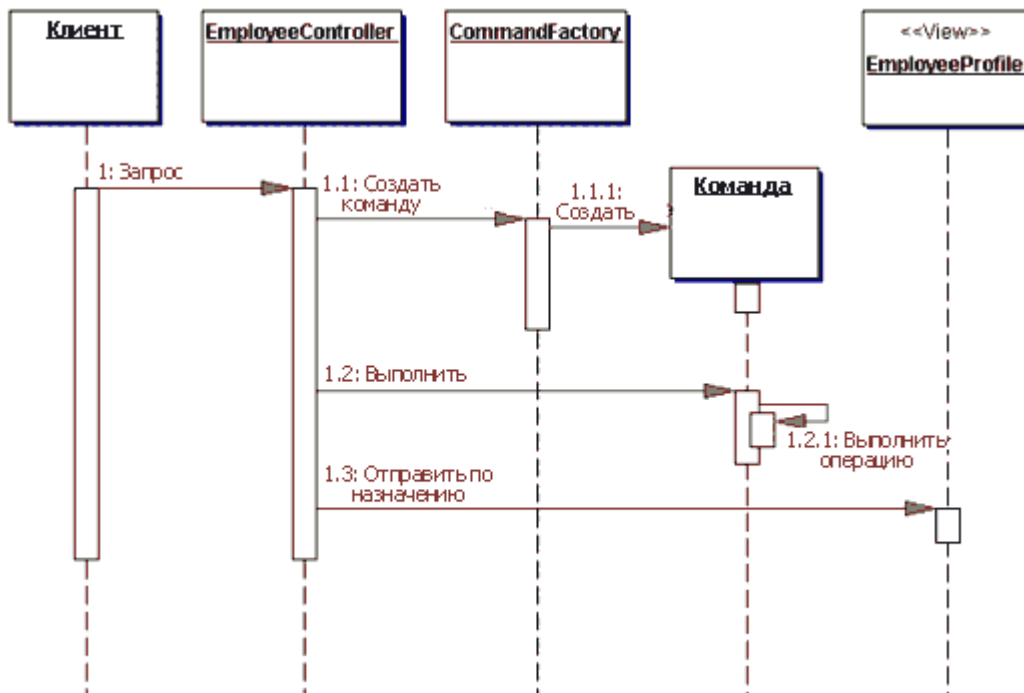 Клиент
EmployeeController
CommandFactory
<<View>>
EmployeeProfile
1: Запрос
1.1: Создать
команду
1.1.1:
Создать
Команда
1.2: Выполнить
1.2.1: Выполнить
операцию
1.3: Отправить по
назначению